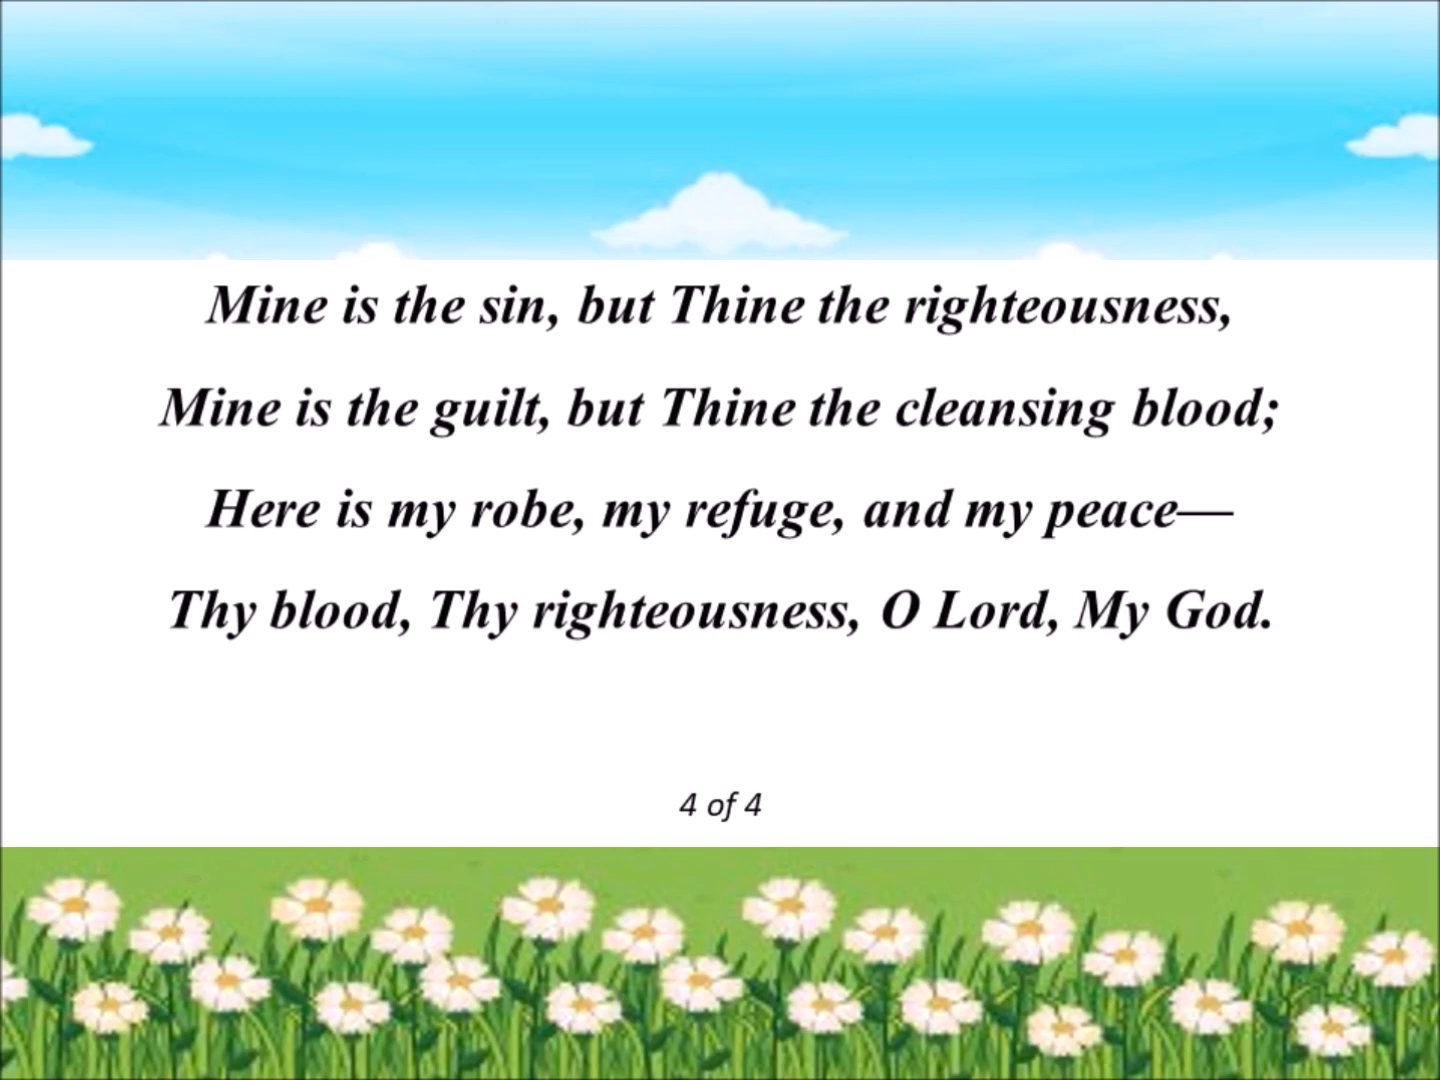 Mine is the sin, but Thine the righteousness,
Mine is the guilt, but Thine the cleansing blood;
Here is my robe, my refuge, and my peace—
Thy blood, Thy righteousness, O Lord, My God.
4 of 4